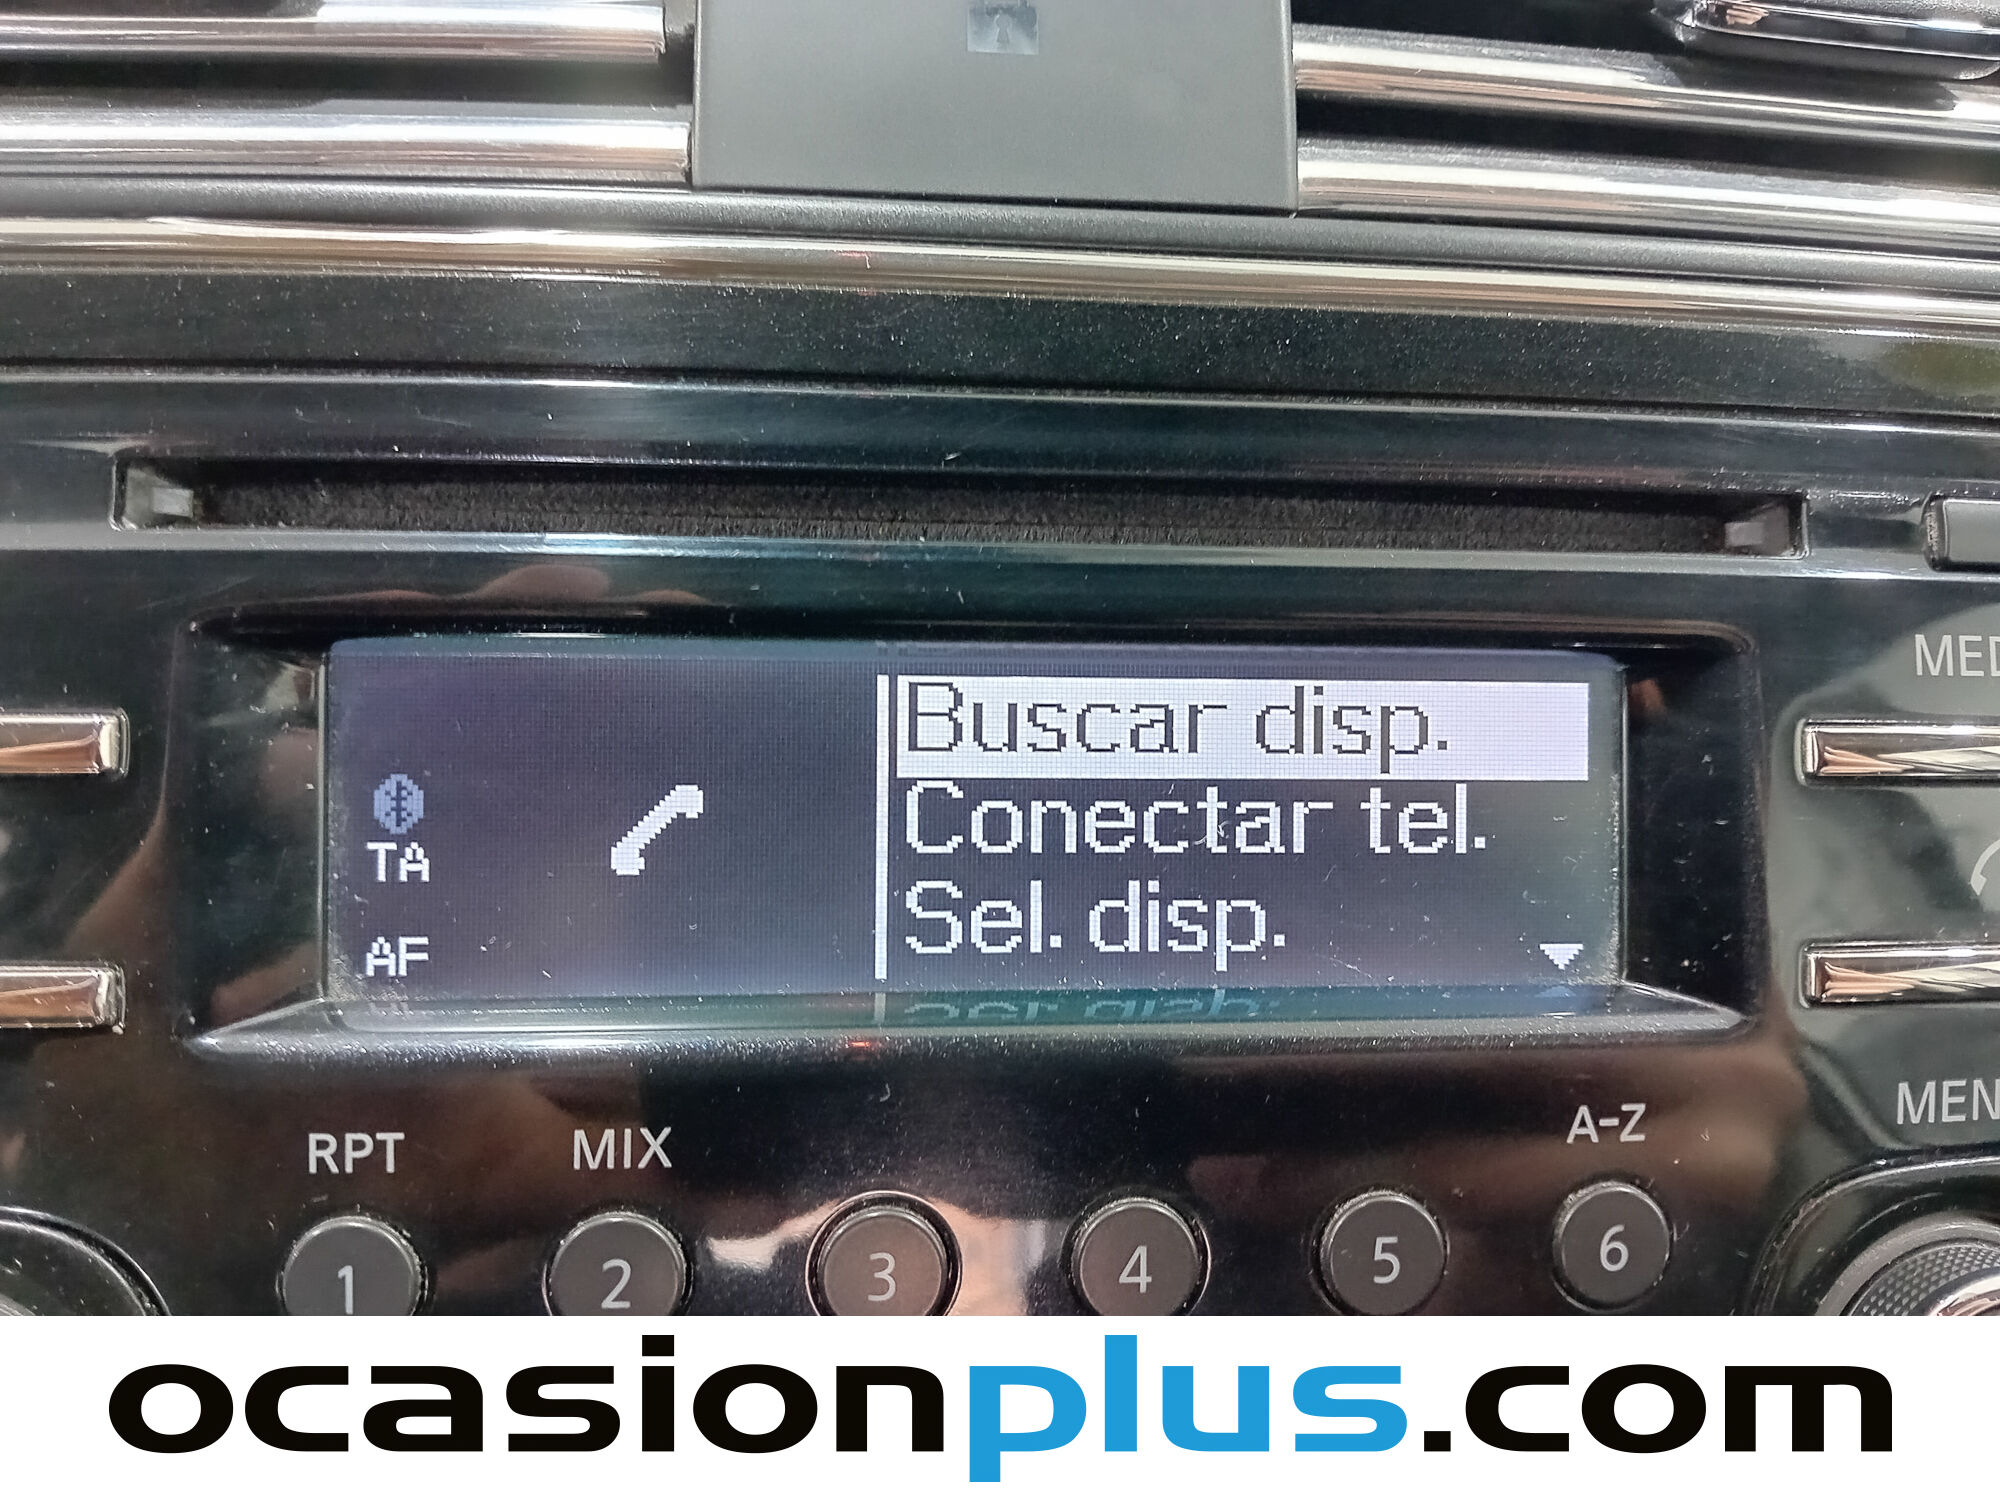 MED
Buscar disp.
Conectar tel.
Sel. disp.
TA
AF
MEN
RPT MIX A-Z
1 2 3 4 5 6
ocasionplus.com